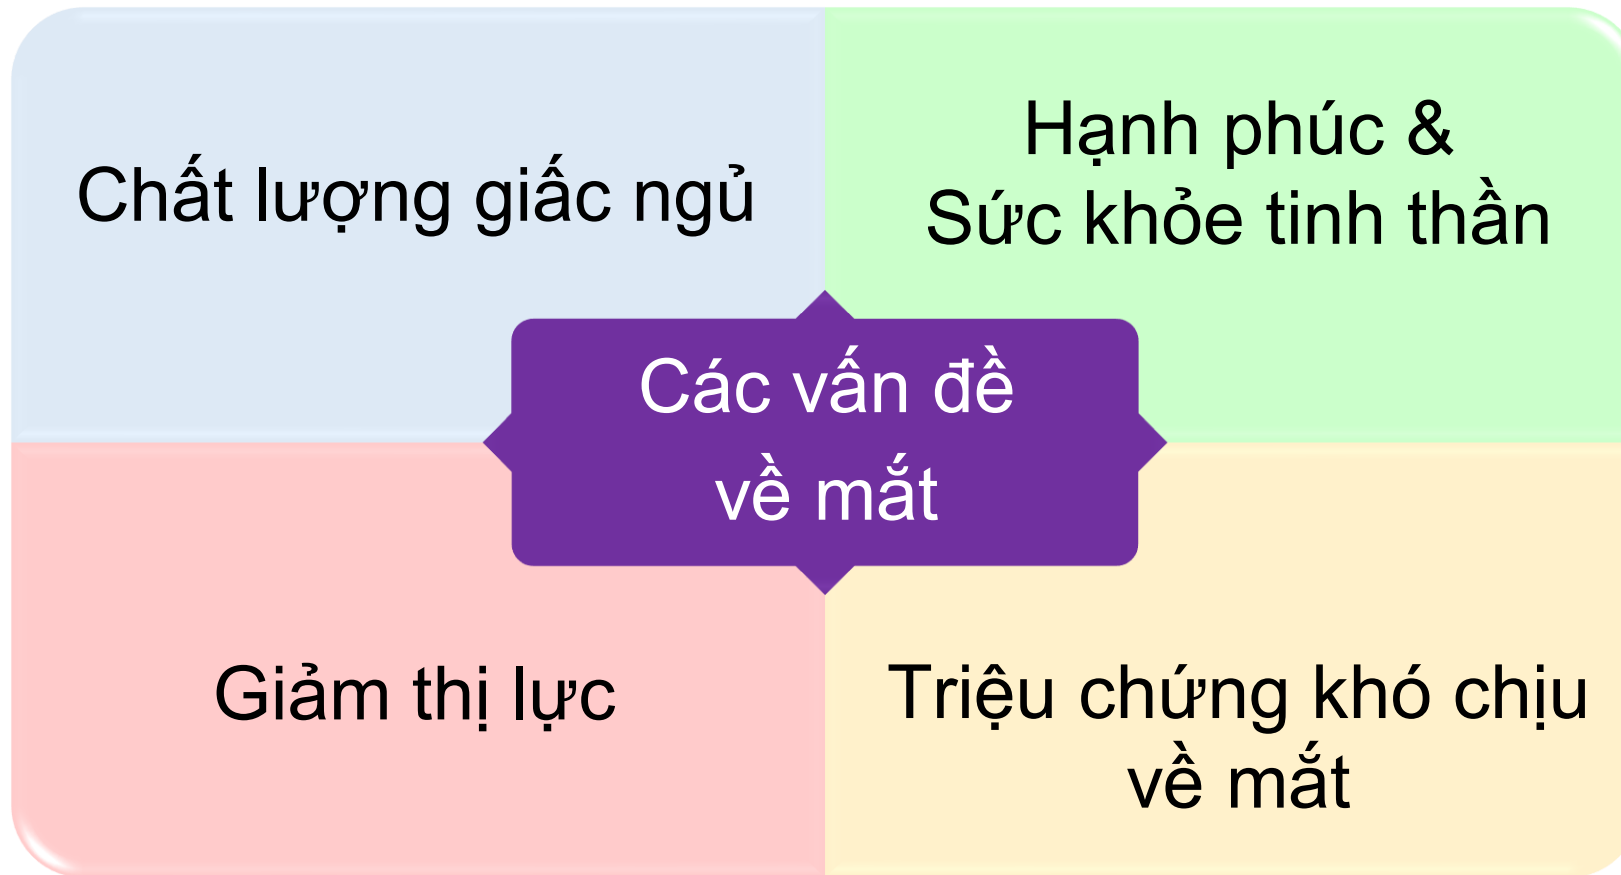 Chất lượng giấc ngủ
Hạnh phúc &
Sức khỏe tinh thần
Các vấn đề
về mắt
Giảm thị lực
Triệu chứng khó chịu
về mắt